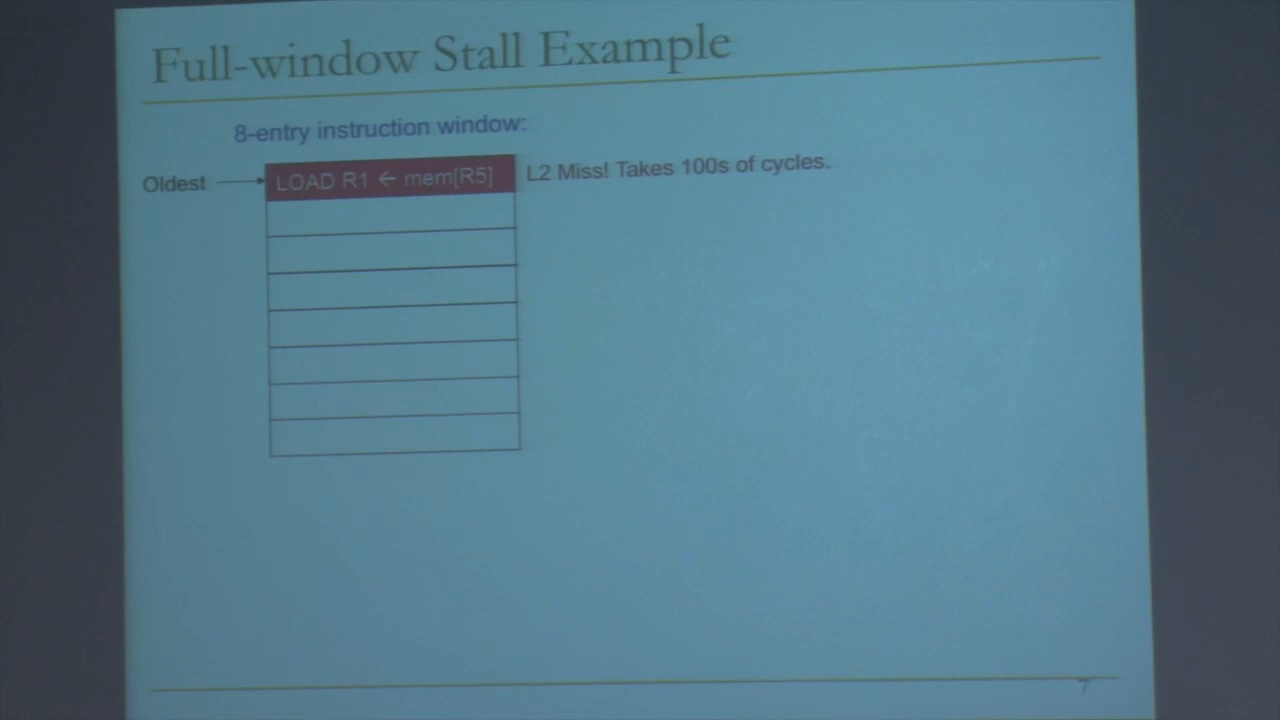 Full-window Stall Example
8-entry instruction window:
Oldest
LOAD R1 ← mem[R5]
L2 Miss! Takes 100s of cycles.
7